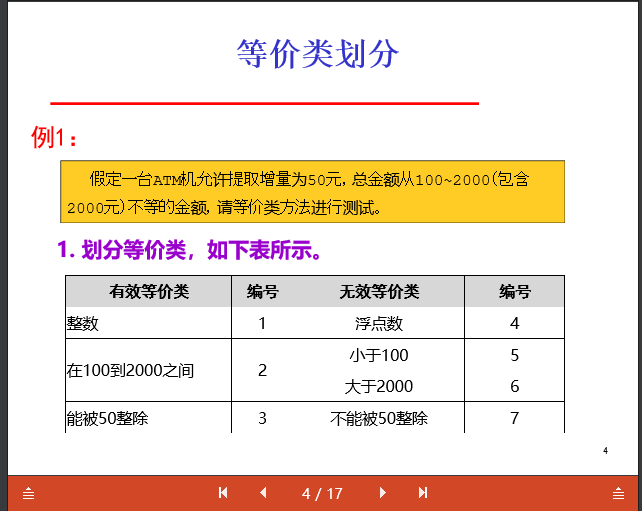 等价类划分
例1：
假定一台ATM机允许提取增量为50元,总金额从100~2000(包含
2000元)不等的金额,请等价类方法进行测试。
1. 划分等价类，如下表所示。
有效等价类 编号 无效等价类 编号
整数 1 浮点数 4
在100到2000之间 2 小于100 5
大于2000 6
能被50整除 3 不能被50整除 7
4
4 / 17